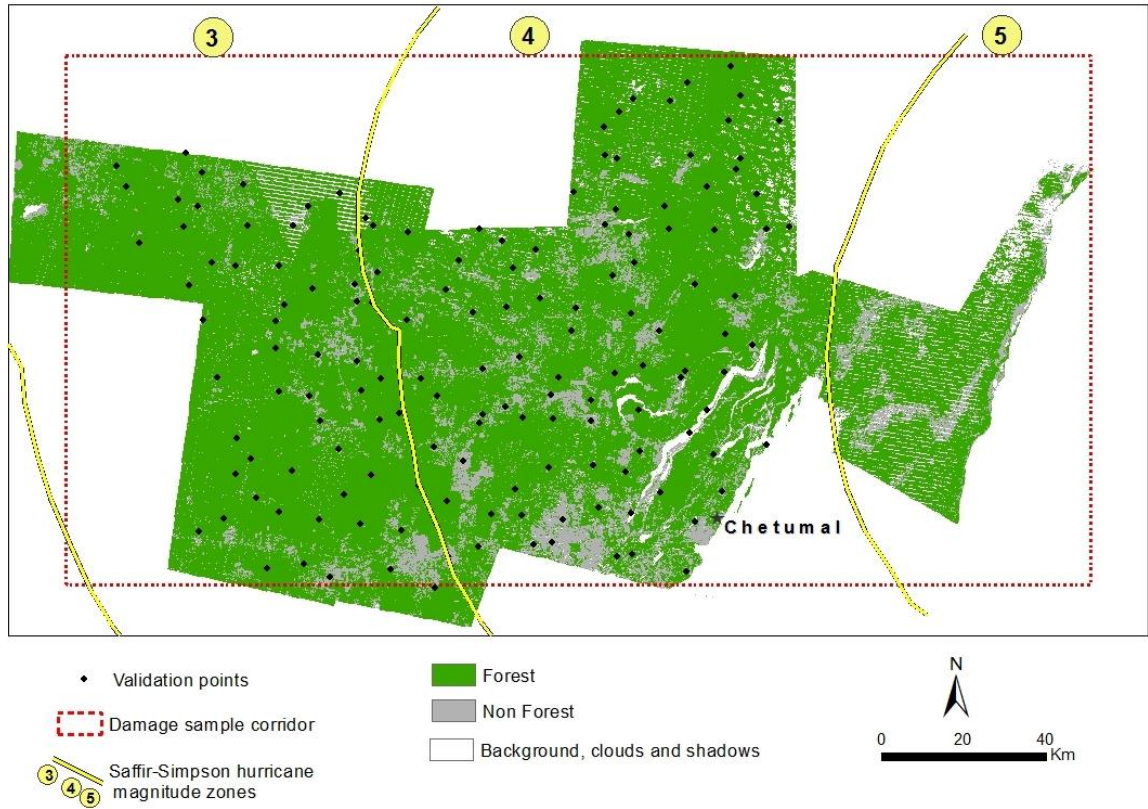 3 4 5
Chetumal
Validation points
Damage sample corridor
3 4 5 Saffir-Simpson hurricane
magnitude zones
Forest
Non Forest
Background, clouds and shadows
N
0 20 40
Km